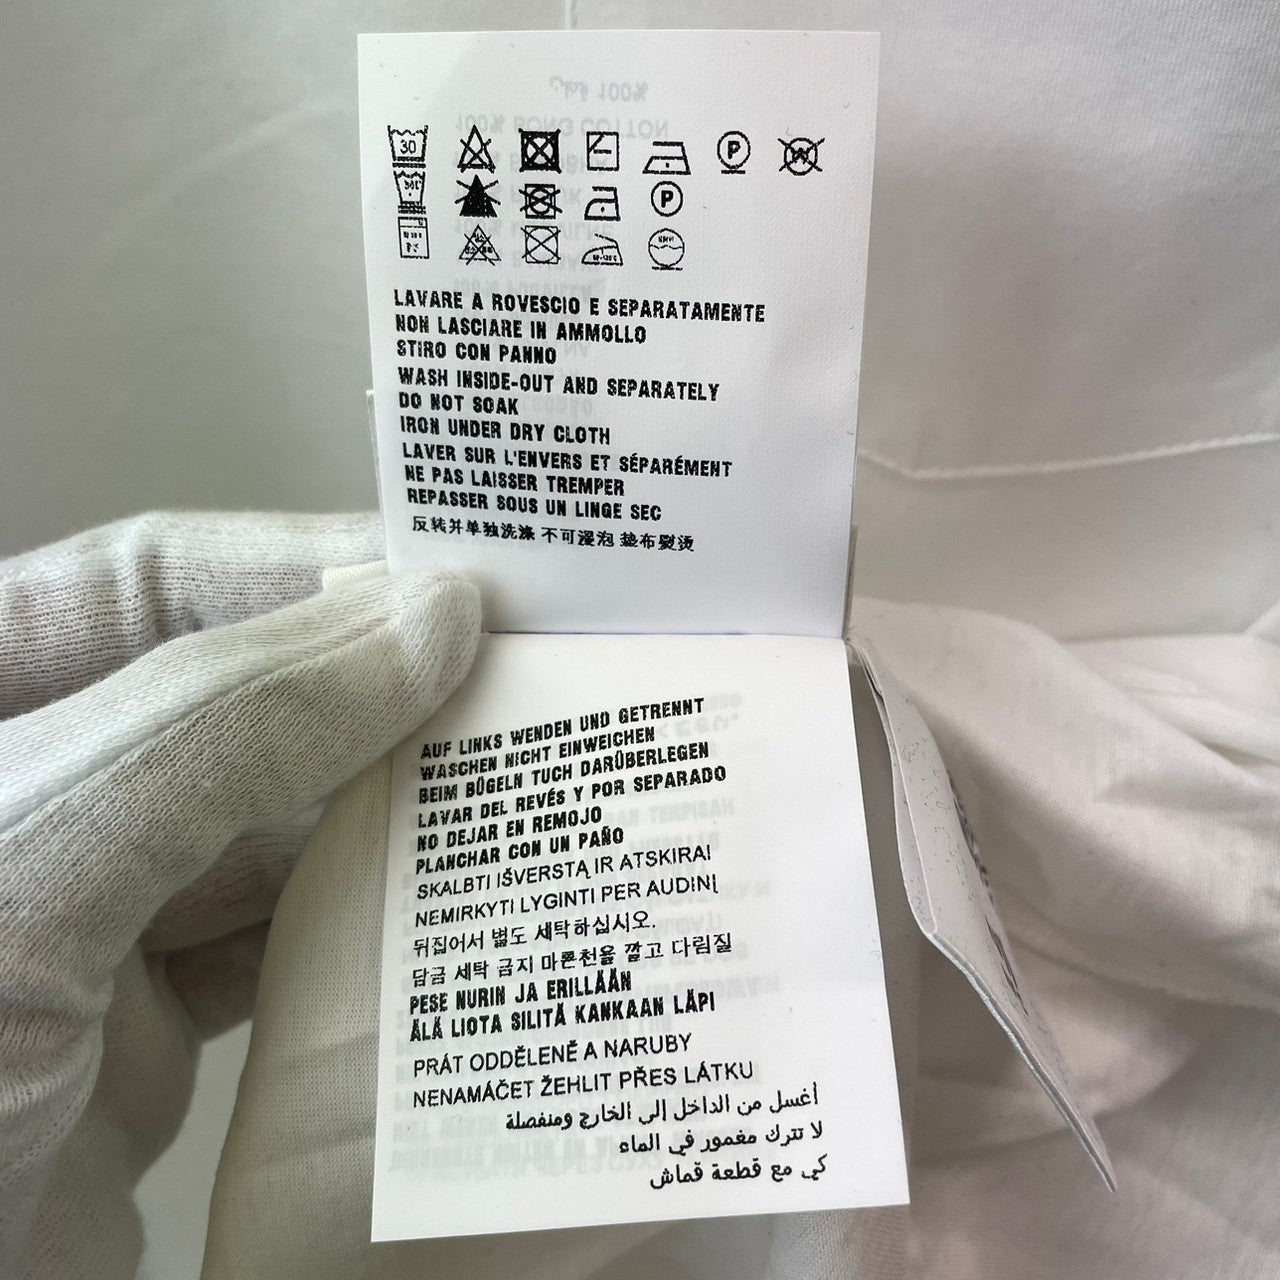 100% قطن
100% BONG COTTON
30
P
W
P
LAVARE A ROVESCIO E SEPARATAMENTE
NON LASCIARE IN AMMOLLO
STIRO CON PANNO
WASH INSIDE-OUT AND SEPARATELY
DO NOT SOAK
IRON UNDER DRY CLOTH
LAVER SUR L'ENVERS ET SÉPARÉMENT
NE PAS LAISSER TREMPER
REPASSER SOUS UN LINGE SEC
反转并单独洗涤 不可浸泡 垫布熨烫
AUF LINKS WENDEN UND GETRENNT
WASCHEN NICHT EINWEICHEN
BEIM BÜGELN TUCH DARÜBERLEGEN
LAVAR DEL REVÉS Y POR SEPARADO
NO DEJAR EN REMOJO
PLANCHAR CON UN PAÑO
SKALBTI IŠVERSTĄ IR ATSKIRAI
NEMIRKYTI LYGINTI PER AUDINĮ
뒤집어서 별도 세탁하십시오.
담금 세탁 금지 마른천을 깔고 다림질
PESE NURIN JA ERILLÄÄN
ÄLÄ LIOTA SILITÄ KANKAAN LÄPI
PRÁT ODDĚLENĚ A NARUBY
NENAMÁČET ŽEHLIT PŘES LÁTKU
أغسل من الداخل إلى الخارج ومنفصلة
لا تترك مغمور في الماء
كي مع قطعة قماش